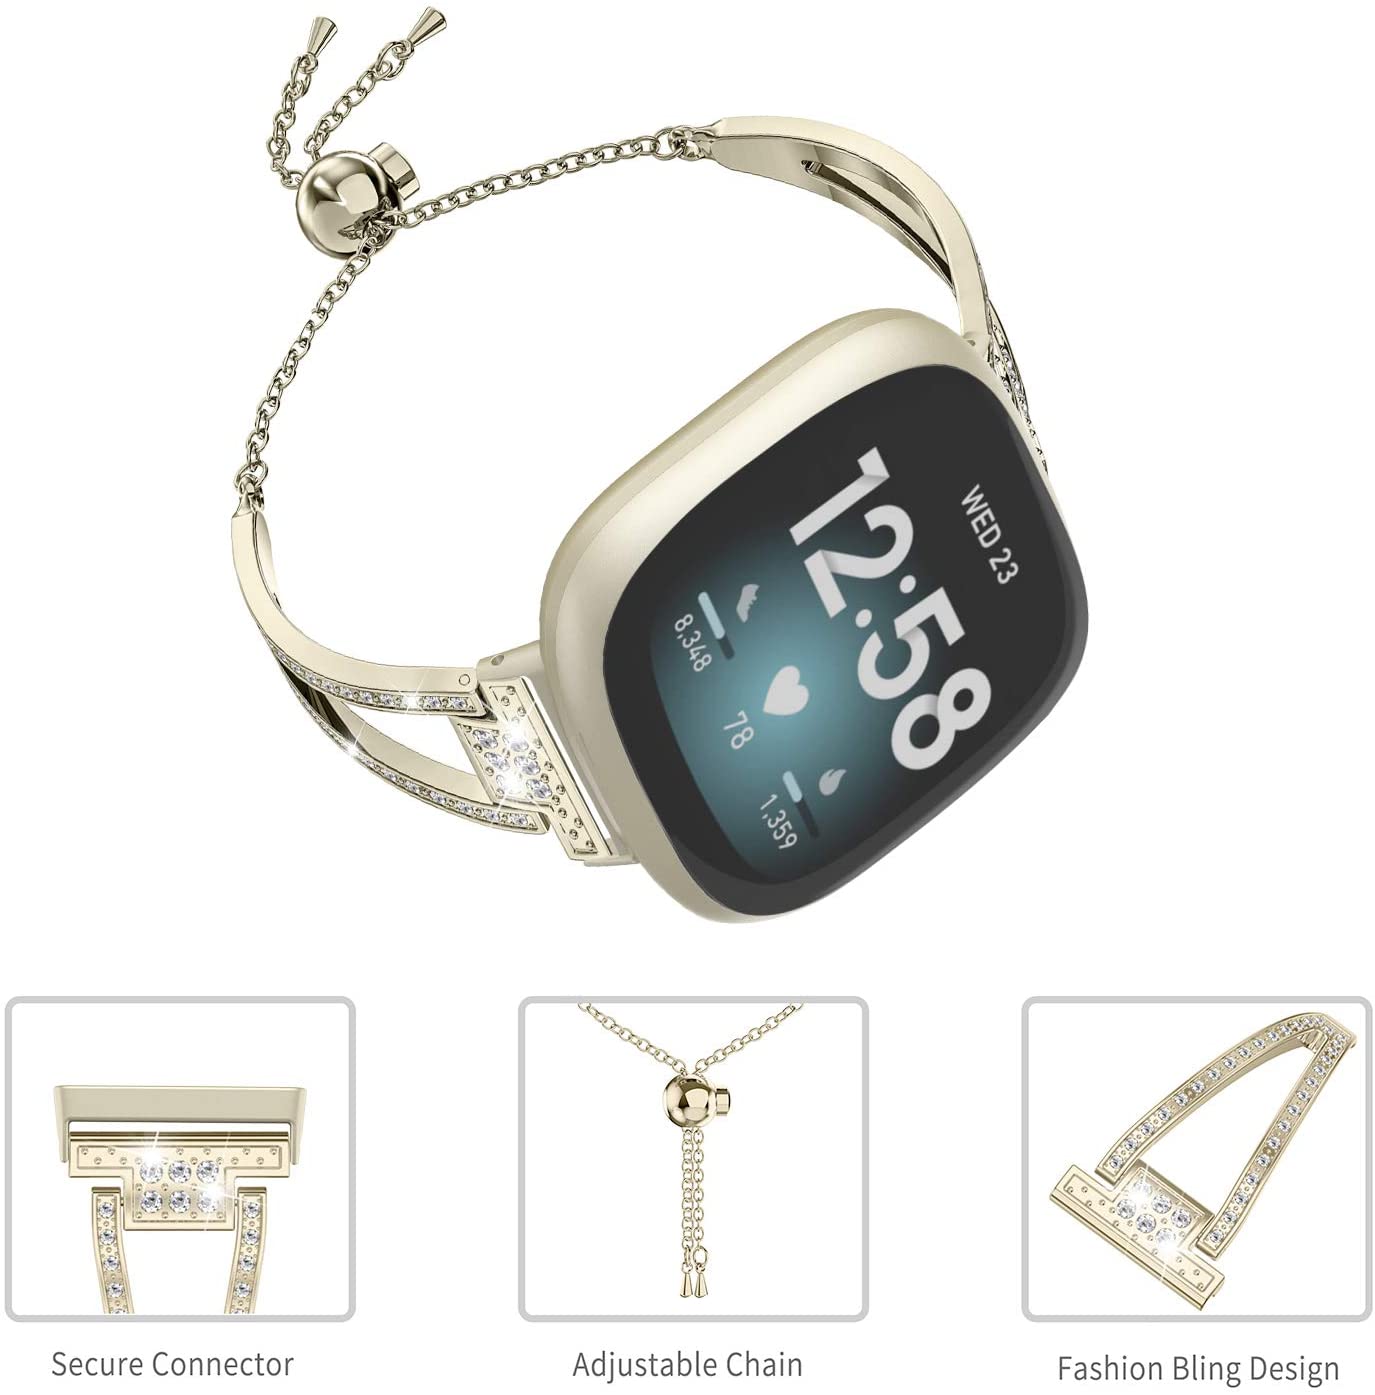 WED 23
12:58
8,348
78
1,359
Secure Connector
Adjustable Chain
Fashion Bling Design